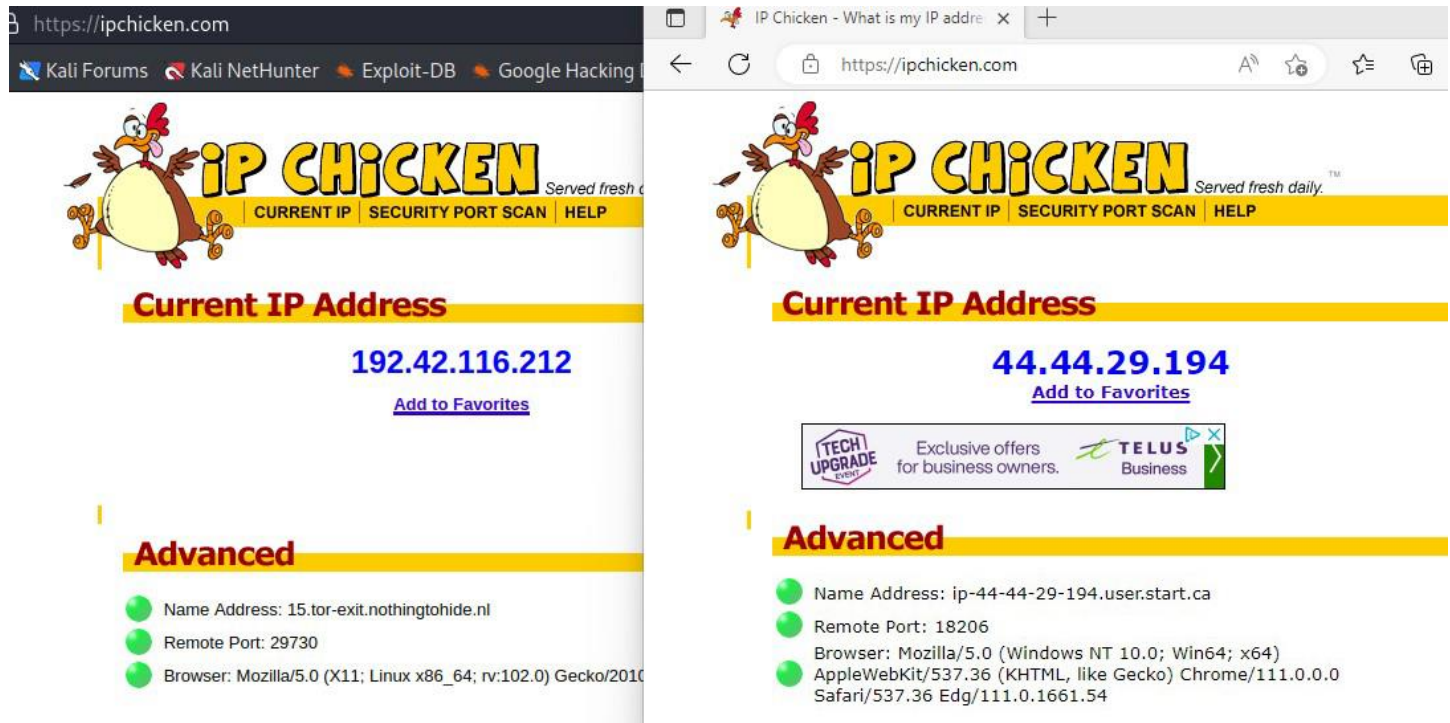 https://ipchicken.com
Kali Forums Kali NetHunter Exploit-DB Google Hacking
iP CHiCKEN Served fresh
CURRENT IP SECURITY PORT SCAN HELP
Current IP Address
192.42.116.212
Add to Favorites
Advanced
Name Address: 15.tor-exit.nothingtohide.nl
Remote Port: 29730
Browser: Mozilla/5.0 (X11; Linux x86_64; rv:102.0) Gecko/2010
IP Chicken - What is my IP addre
https://ipchicken.com
iP CHiCKEN Served fresh daily. TM
CURRENT IP SECURITY PORT SCAN HELP
Current IP Address
44.44.29.194
Add to Favorites
TECH UPGRADE EVENT
Exclusive offers
for business owners.
TELUS
Business
Advanced
Name Address: ip-44-44-29-194.user.start.ca
Remote Port: 18206
Browser: Mozilla/5.0 (Windows NT 10.0; Win64; x64)
AppleWebKit/537.36 (KHTML, like Gecko) Chrome/111.0.0.0
Safari/537.36 Edg/111.0.1661.54